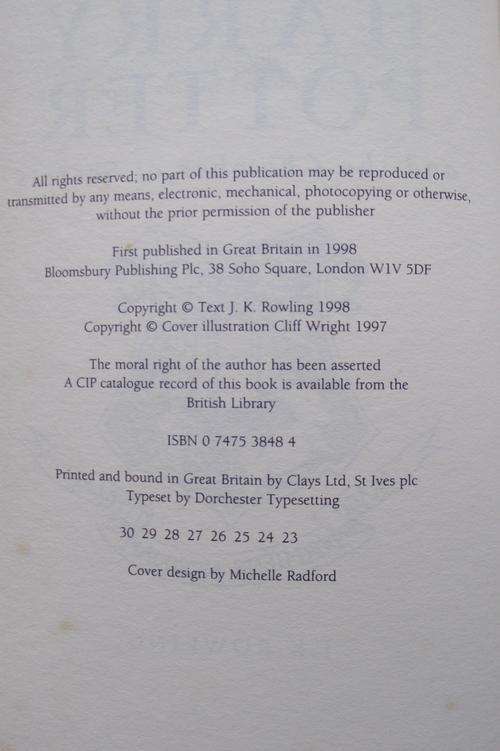 HARRY
POTTER
All rights reserved; no part of this publication may be reproduced or
transmitted by any means, electronic, mechanical, photocopying or otherwise,
without the prior permission of the publisher
First published in Great Britain in 1998
Bloomsbury Publishing Plc, 38 Soho Square, London W1V 5DF
Copyright © Text J. K. Rowling 1998
Copyright © Cover illustration Cliff Wright 1997
The moral right of the author has been asserted
A CIP catalogue record of this book is available from the
British Library
ISBN 0 7475 3848 4
Printed and bound in Great Britain by Clays Ltd, St Ives plc
Typeset by Dorchester Typesetting
30 29 28 27 26 25 24 23
Cover design by Michelle Radford
J.K. ROWLING